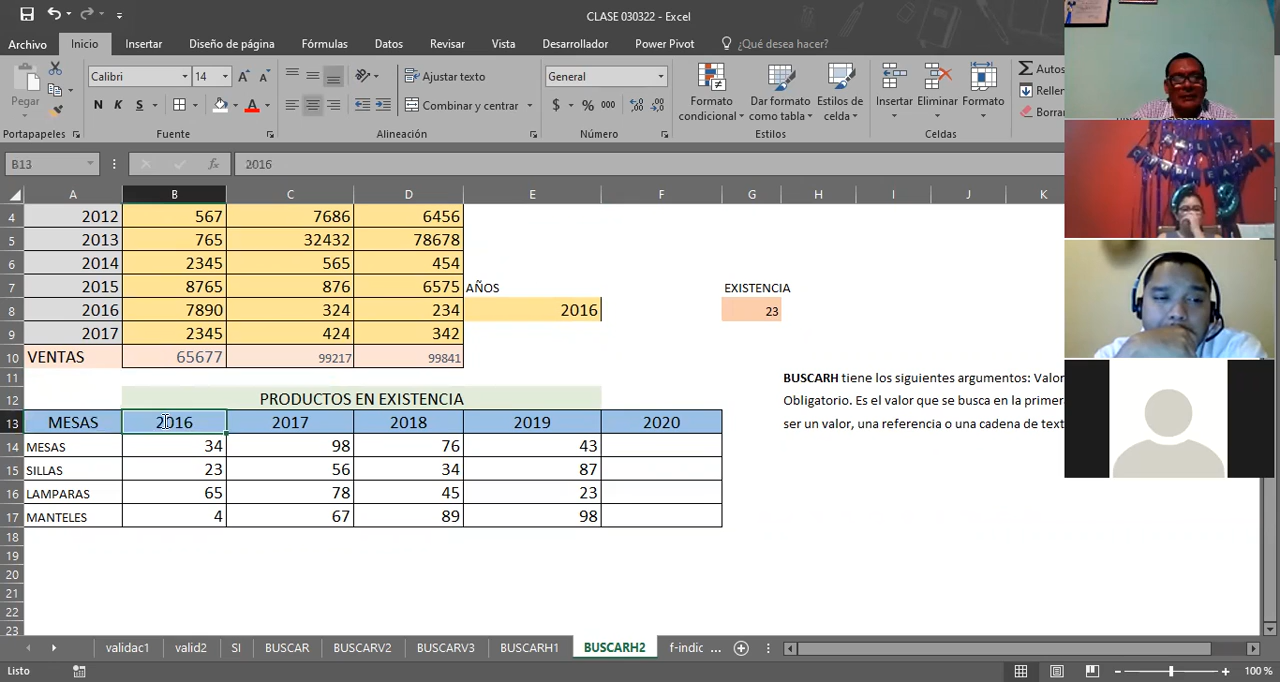 CLASE 030322 - Excel
Archivo Inicio Insertar Diseño de página Fórmulas Datos Revisar Vista Desarrollador Power Pivot ¿Qué desea hacer?
Calibri 14 Ajustar texto General
Pegar N K S Combinar y centrar $ % 000
Formato condicional Dar formato como tabla Estilos de celda Insertar Eliminar Formato
Portapapeles Fuente Alineación Número Estilos Celdas
B13 fx 2016
A B C D E F G H I J K
4 2012 567 7686 6456
5 2013 765 32432 78678
6 2014 2345 565 454
7 2015 8765 876 6575 AÑOS EXISTENCIA
8 2016 7890 324 234 2016 23
9 2017 2345 424 342
10 VENTAS 65677 99217 99841
11 BUSCARH tiene los siguientes argumentos: Valor
12 PRODUCTOS EN EXISTENCIA Obligatorio. Es el valor que se busca en la primer
13 MESAS 2016 2017 2018 2019 2020 ser un valor, una referencia o una cadena de text
14 MESAS 34 98 76 43
15 SILLAS 23 56 34 87
16 LAMPARAS 65 78 45 23
17 MANTELES 4 67 89 98
18
19
20
21
22
23
validac1 valid2 SI BUSCAR BUSCARV2 BUSCARV3 BUSCARH1 BUSCARH2 f-indic ...
Listo 100 %